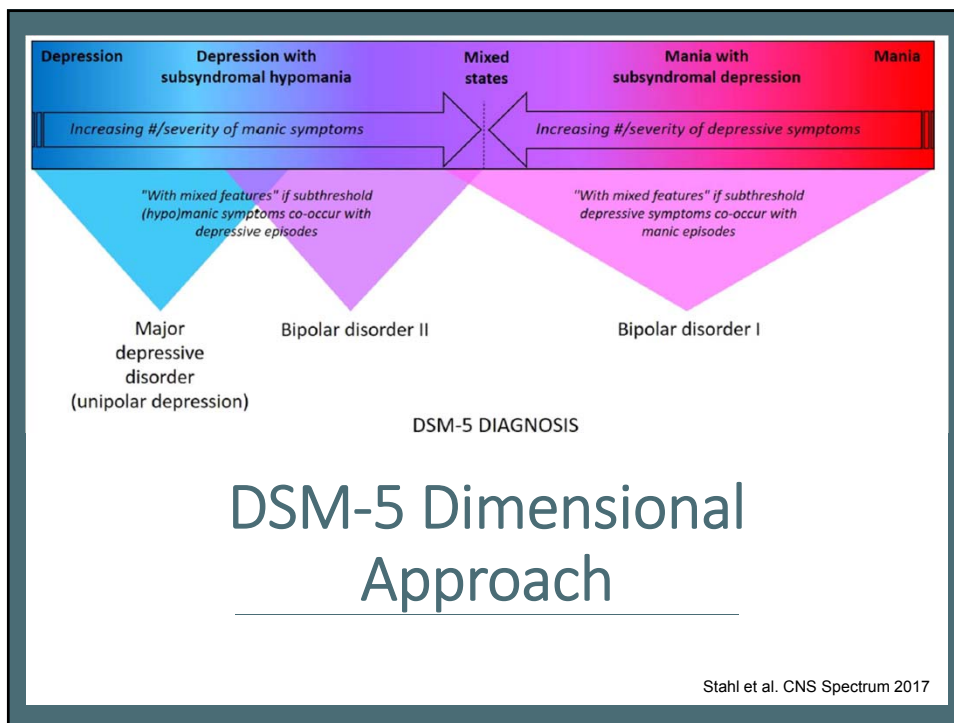 Depression
Depression with
subsyndromal hypomania
Mixed
states
Mania with
subsyndromal depression
Mania
Increasing #/severity of manic symptoms
Increasing #/severity of depressive symptoms
"With mixed features" if subthreshold
(hypo)manic symptoms co-occur with
depressive episodes
"With mixed features" if subthreshold
depressive symptoms co-occur with
manic episodes
Major
depressive
disorder
(unipolar depression)
Bipolar disorder II
Bipolar disorder I
DSM-5 DIAGNOSIS
DSM-5 Dimensional
Approach
Stahl et al. CNS Spectrum 2017